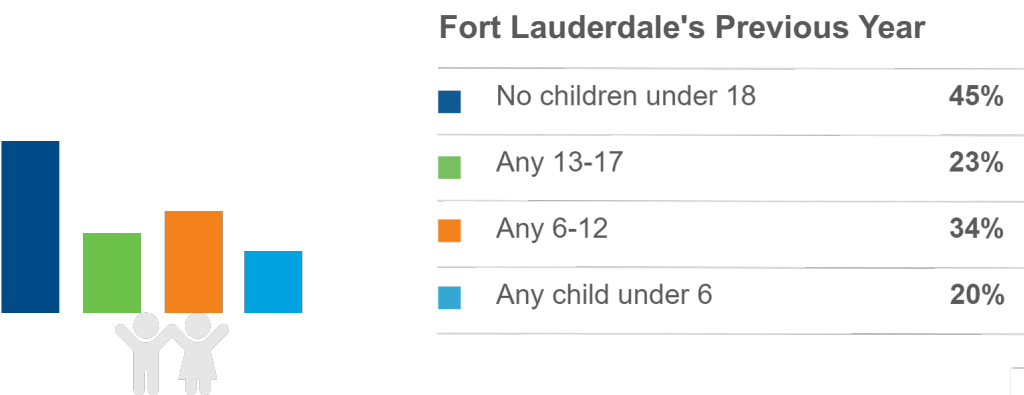 Fort Lauderdale's Previous Year
No children under 18 45%
Any 13-17 23%
Any 6-12 34%
Any child under 6 20%